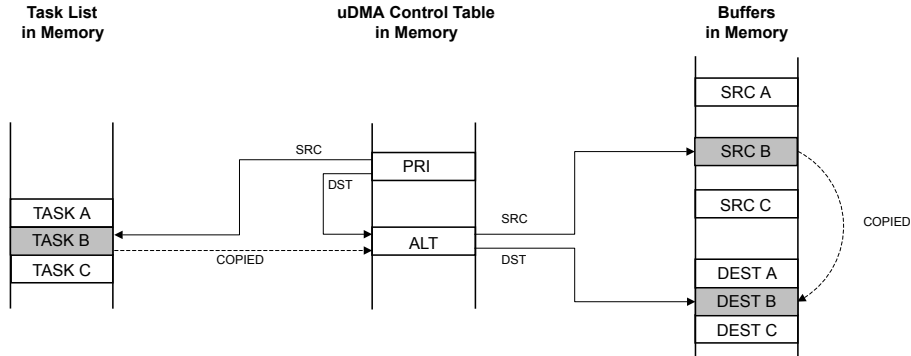 Task List
in Memory
uDMA Control Table
in Memory
Buffers
in Memory
SRC A
SRC
PRI
SRC B
DST
SRC C
TASK A
SRC
COPIED
TASK B
ALT
COPIED
DST
TASK C
DEST A
DEST B
DEST C